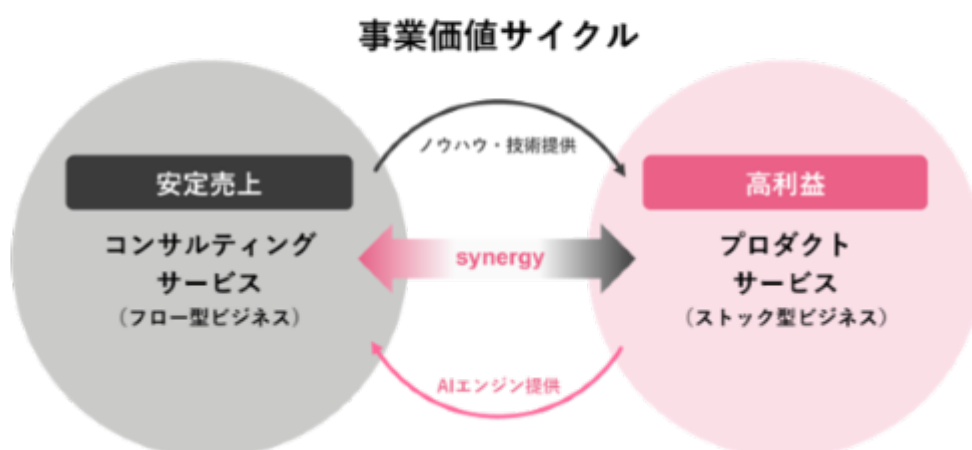 事業価値サイクル
ノウハウ・技術提供
安定売上
コンサルティング
サービス
（フロー型ビジネス）
synergy
高利益
プロダクト
サービス
（ストック型ビジネス）
AIエンジン提供